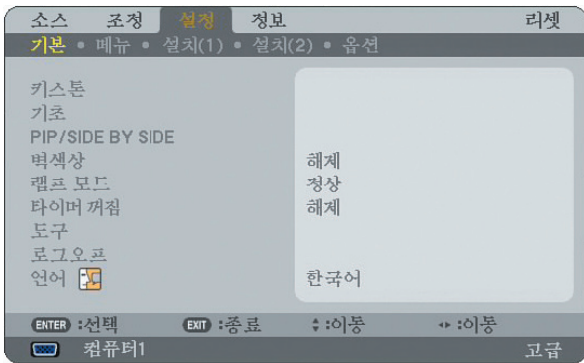 소스 조정 설정 정보 리셋
기본 • 메뉴 • 설치(1) • 설치(2) • 옵션
키스톤
기초
PIP/SIDE BY SIDE
벽색상 해제
램프 모드 정상
타이머 꺼짐 해제
도구
로그오프
언어 한국어
ENTER :선택 EXIT :종료 :이동 :이동
컴퓨터1 고급